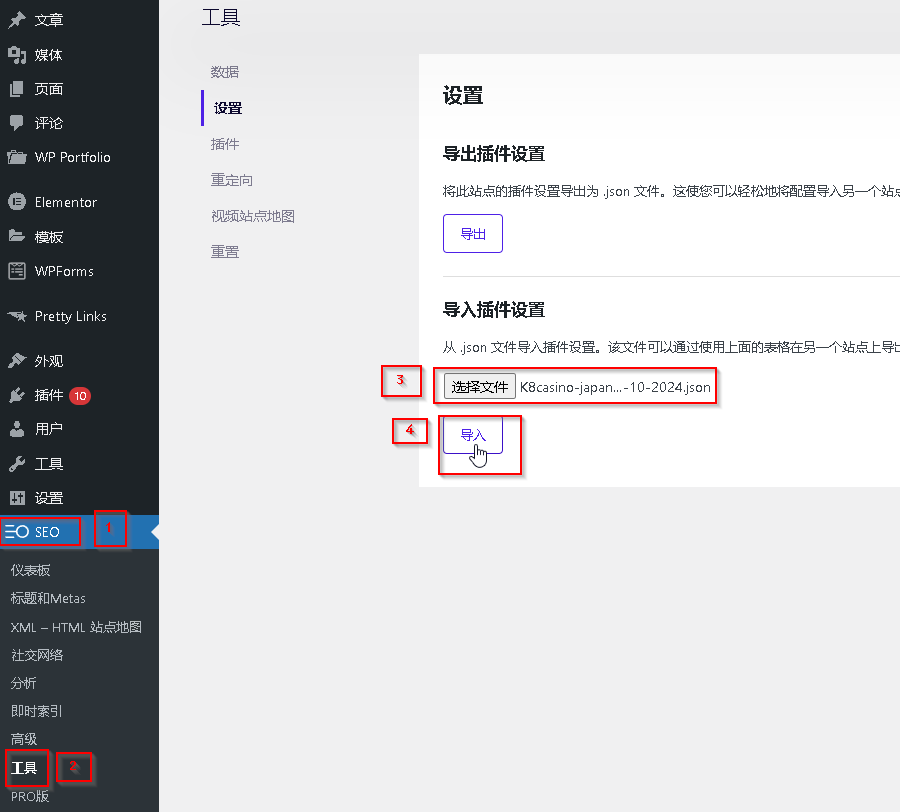 文章
媒体
页面
评论
WP Portfolio
Elementor
模板
WPForms
Pretty Links
外观
插件 10
用户
工具
设置
SEO 1
仪表板
标题和Metas
XML – HTML 站点地图
社交网络
分析
即时索引
高级
工具 2
PRO版
工具
数据
设置
插件
重定向
视频站点地图
重置
设置
导出插件设置
将此站点的插件设置导出为 .json 文件。这使您可以轻松地将配置导入另一个站点
导出
导入插件设置
从 .json 文件导入插件设置。该文件可以通过使用上面的表格在另一个站点上导出
3 选择文件 K8casino-japan...-10-2024.json
4 导入